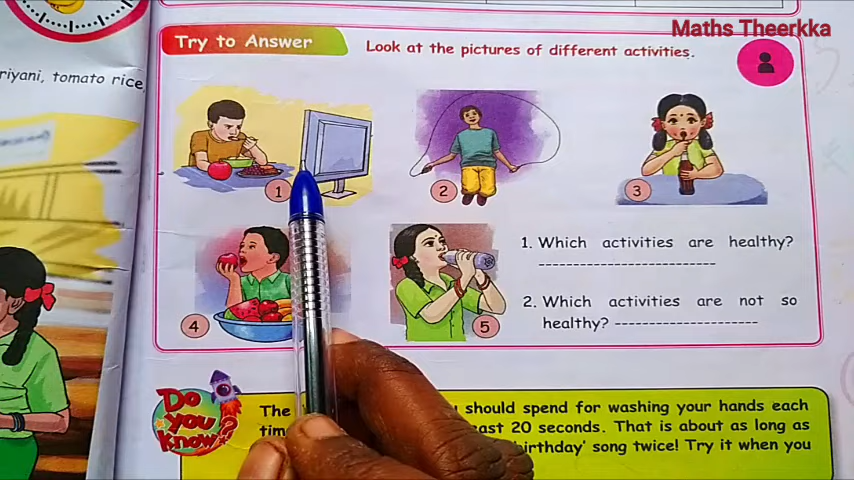 Maths Theerkka
riyani, tomato rice,
Try to Answer
Look at the pictures of different activities.
1
2
3
4
5
1. Which activities are healthy?
2. Which activities are not so
healthy?
Do you know?
The should spend for washing your hands each
20 seconds. That is about as long as
birthday' song twice! Try it when you